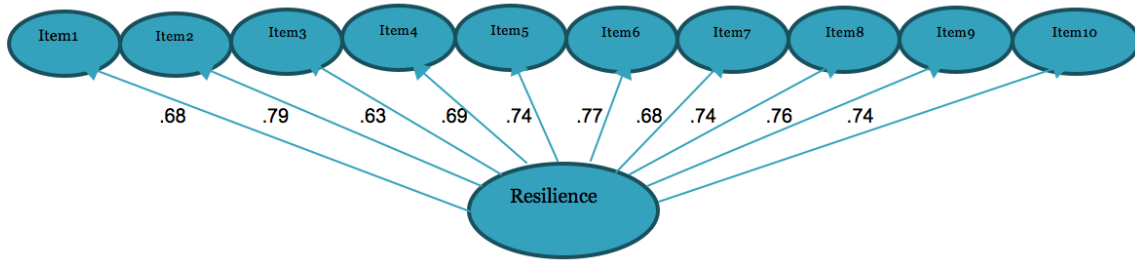 Item1 Item2 Item3 Item4 Item5 Item6 Item7 Item8 Item9 Item10
.68 .79 .63 .69 .74 .77 .68 .74 .76 .74
Resilience